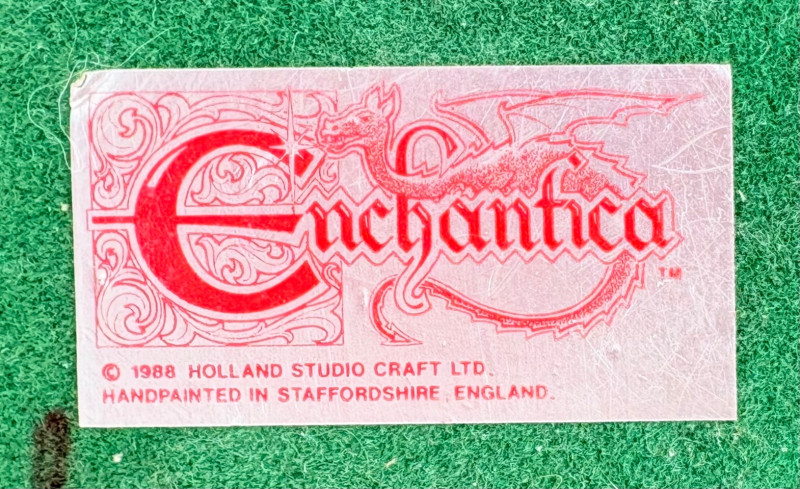 Enchantica TM
© 1988 HOLLAND STUDIO CRAFT LTD.
HANDPAINTED IN STAFFORDSHIRE, ENGLAND.